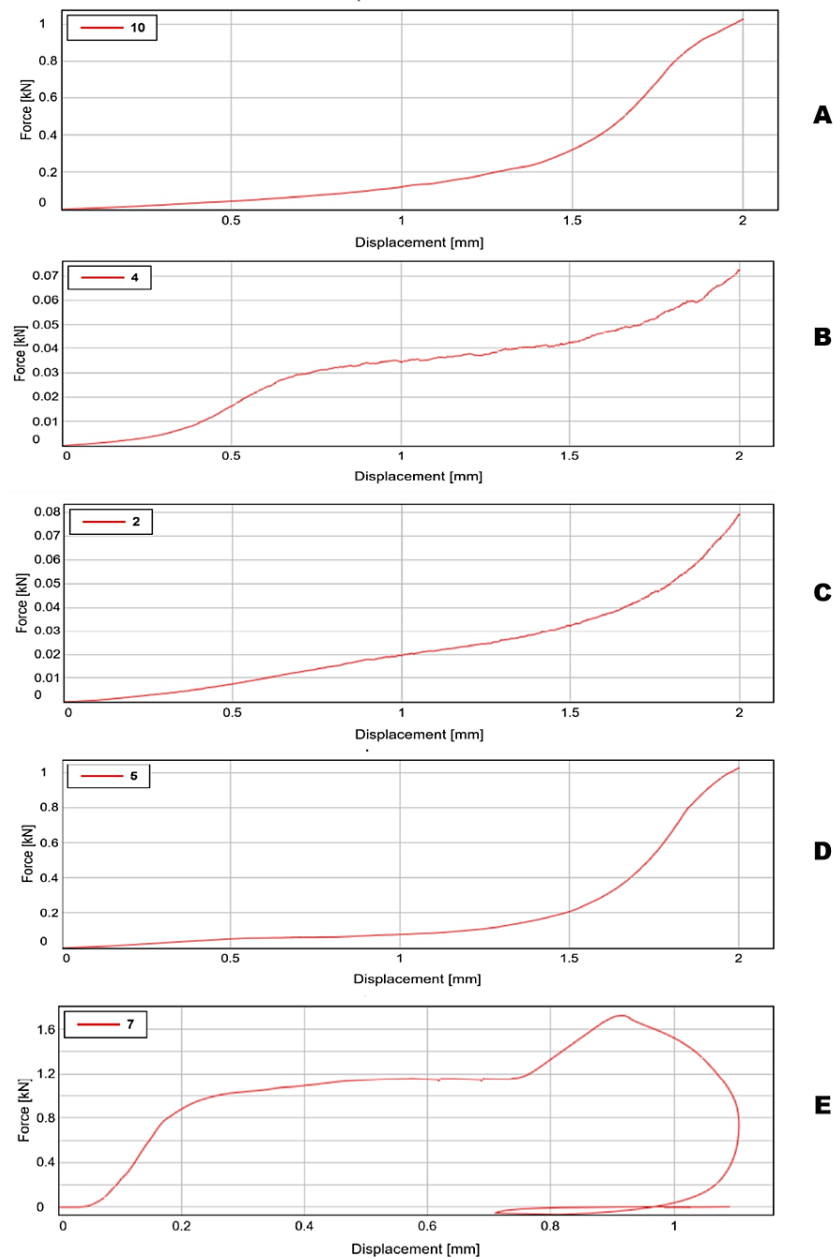 10
1
0.8
0.6
0.4
0.2
0
Force [kN]
0.5 1 1.5 2
Displacement [mm]
A
4
0.07
0.06
0.05
0.04
0.03
0.02
0.01
0
Force [kN]
0 0.5 1 1.5 2
Displacement [mm]
B
2
0.08
0.07
0.06
0.05
0.04
0.03
0.02
0.01
0
Force [kN]
0 0.5 1 1.5 2
Displacement [mm]
C
5
1
0.8
0.6
0.4
0.2
0
Force [kN]
0 0.5 1 1.5 2
Displacement [mm]
D
7
1.6
1.2
0.8
0.4
0
Force [kN]
0 0.2 0.4 0.6 0.8 1
Displacement [mm]
E